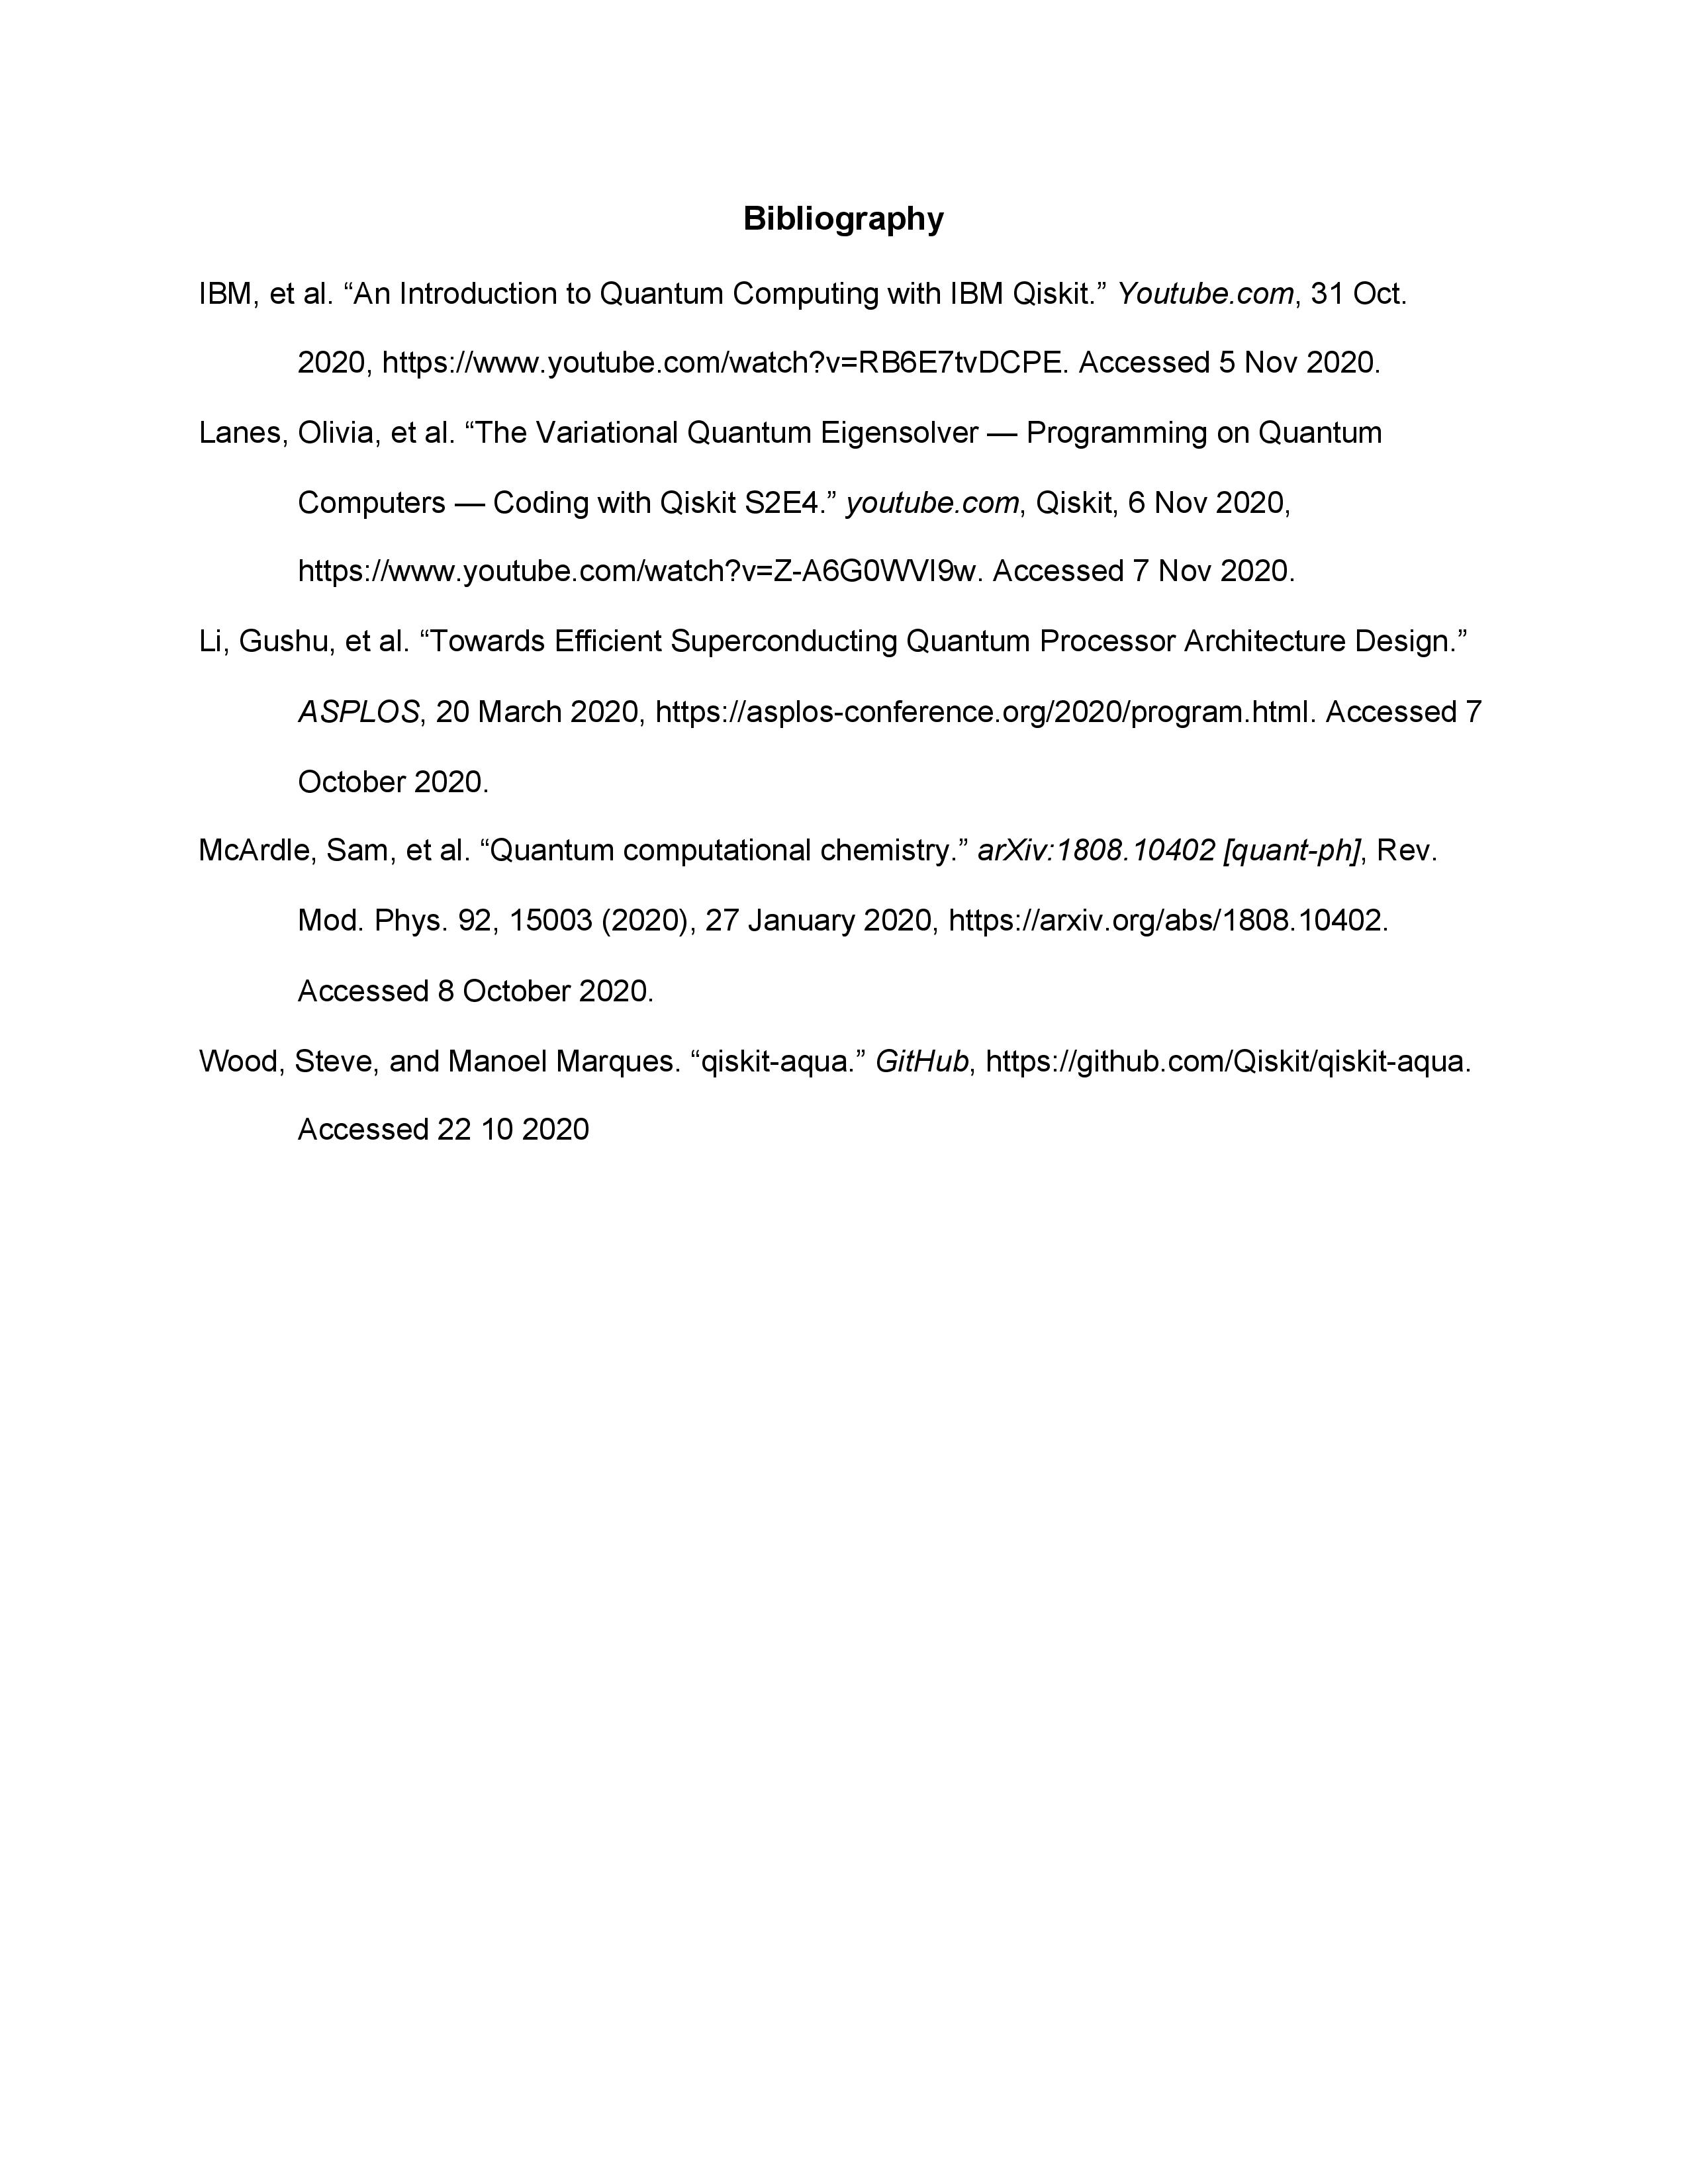 Bibliography
IBM, et al. “An Introduction to Quantum Computing with IBM Qiskit.” Youtube.com, 31 Oct.
2020, https://www.youtube.com/watch?v=RB6E7tvDCPE. Accessed 5 Nov 2020.
Lanes, Olivia, et al. “The Variational Quantum Eigensolver — Programming on Quantum
Computers — Coding with Qiskit S2E4.” youtube.com, Qiskit, 6 Nov 2020,
https://www.youtube.com/watch?v=Z-A6G0WVI9w. Accessed 7 Nov 2020.
Li, Gushu, et al. “Towards Efficient Superconducting Quantum Processor Architecture Design.”
ASPLOS, 20 March 2020, https://asplos-conference.org/2020/program.html. Accessed 7
October 2020.
McArdle, Sam, et al. “Quantum computational chemistry.” arXiv:1808.10402 [quant-ph], Rev.
Mod. Phys. 92, 15003 (2020), 27 January 2020, https://arxiv.org/abs/1808.10402.
Accessed 8 October 2020.
Wood, Steve, and Manoel Marques. “qiskit-aqua.” GitHub, https://github.com/Qiskit/qiskit-aqua.
Accessed 22 10 2020